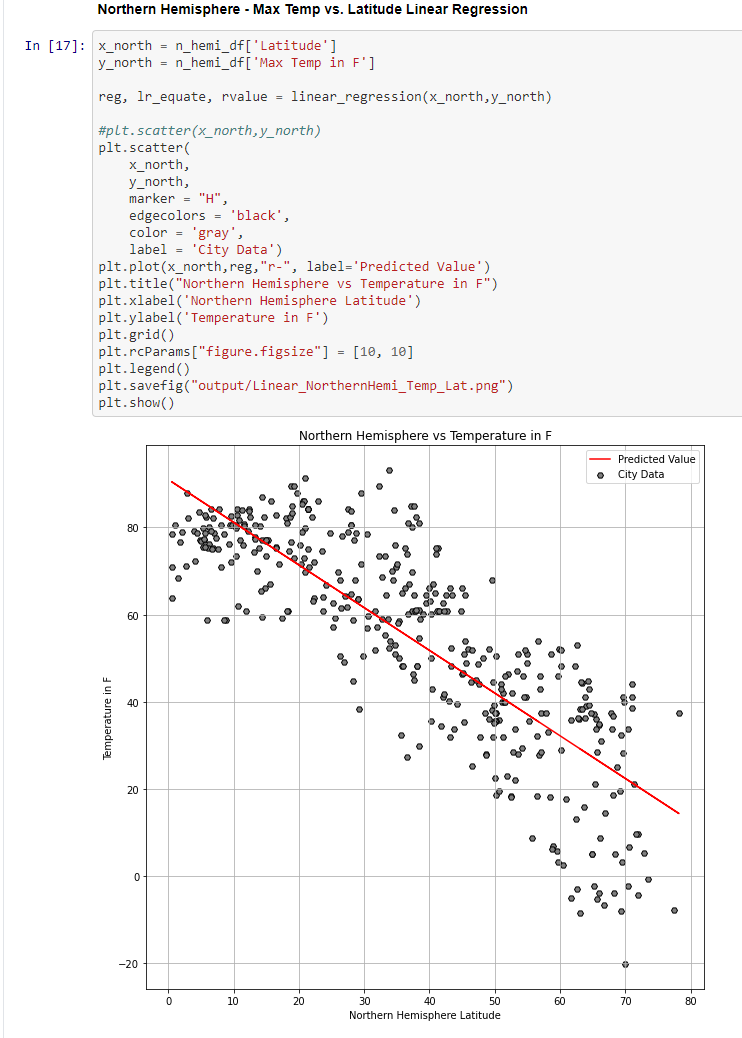 Northern Hemisphere - Max Temp vs. Latitude Linear Regression
In [17]: x_north = n_hemi_df['Latitude']
y_north = n_hemi_df['Max Temp in F']
reg, lr_equate, rvalue = linear_regression(x_north,y_north)
#plt.scatter(x_north,y_north)
plt.scatter(
    x_north,
    y_north,
    marker = "H",
    edgecolors = 'black',
    color = 'gray',
    label = 'City Data')
plt.plot(x_north,reg,"r-", label='Predicted Value')
plt.title("Northern Hemisphere vs Temperature in F")
plt.xlabel('Northern Hemisphere Latitude')
plt.ylabel('Temperature in F')
plt.grid()
plt.rcParams["figure.figsize"] = [10, 10]
plt.legend()
plt.savefig("output/Linear_NorthernHemi_Temp_Lat.png")
plt.show()
Northern Hemisphere vs Temperature in F
Predicted Value
City Data
80
60
40
20
0
−20
Temperature in F
0 10 20 30 40 50 60 70 80
Northern Hemisphere Latitude